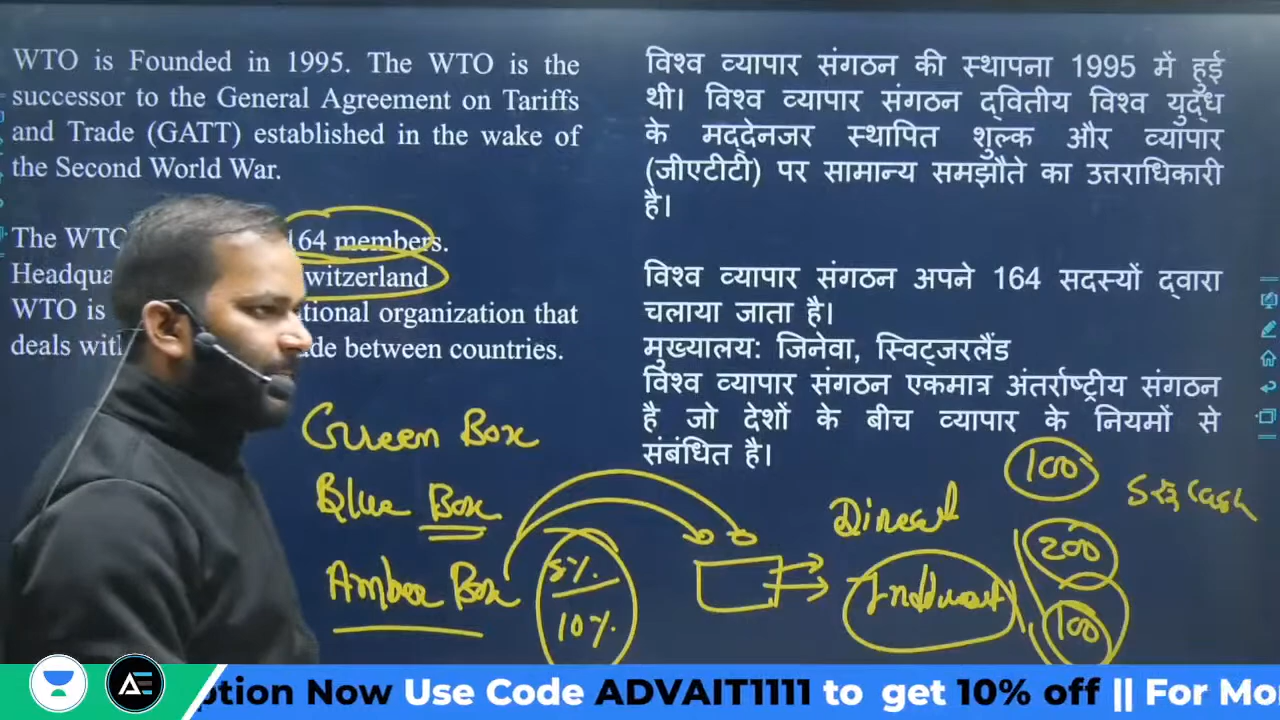 WTO is Founded in 1995. The WTO is the
successor to the General Agreement on Tariffs
and Trade (GATT) established in the wake of
the Second World War.
The WTO 164 members.
Headqua witzerland
WTO is tional organization that
deals with de between countries.
विश्व व्यापार संगठन की स्थापना 1995 में हुई
थी। विश्व व्यापार संगठन द्वितीय विश्व युद्ध
के मद्देनजर स्थापित शुल्क और व्यापार
(जीएटीटी) पर सामान्य समझौते का उत्तराधिकारी
है।
विश्व व्यापार संगठन अपने 164 सदस्यों द्वारा
चलाया जाता है।
मुख्यालय: जिनेवा, स्विट्जरलैंड
विश्व व्यापार संगठन एकमात्र अंतर्राष्ट्रीय संगठन
है जो देशों के बीच व्यापार के नियमों से
संबंधित है।
Green Box
Blue Box
Amber Box
5%
10%
Direct
100
Cash
200
100
ption Now Use Code ADVAIT1111 to get 10% off || For Mo